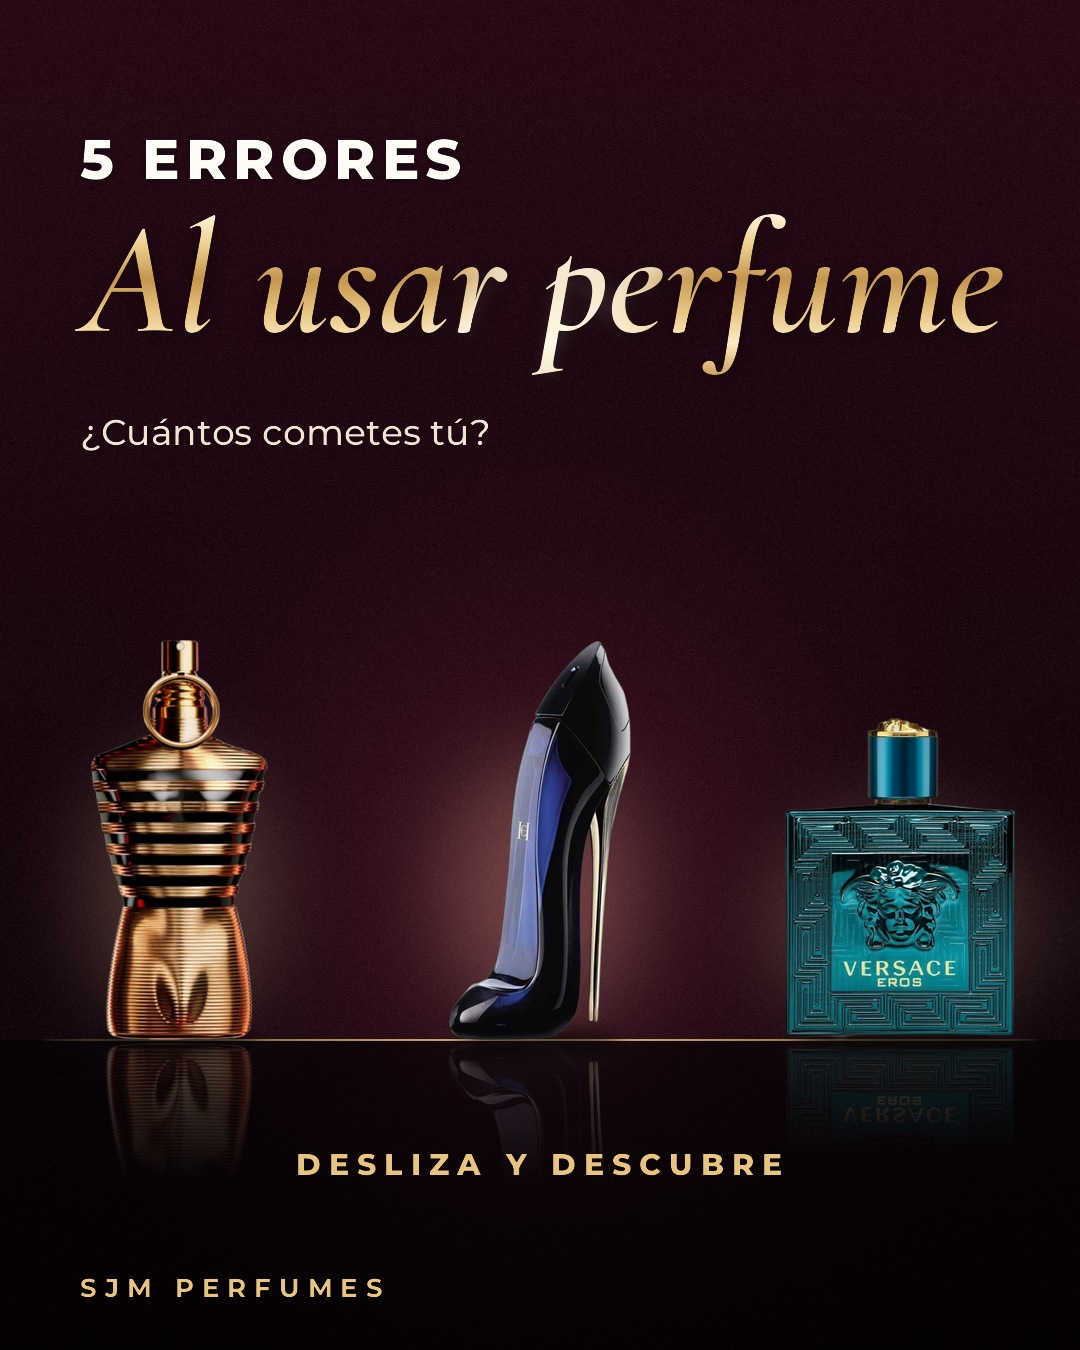 5 ERRORES
Al usar perfume
¿Cuántos cometes tú?
VERSACE
EROS
DESLIZA Y DESCUBRE
SJM PERFUMES